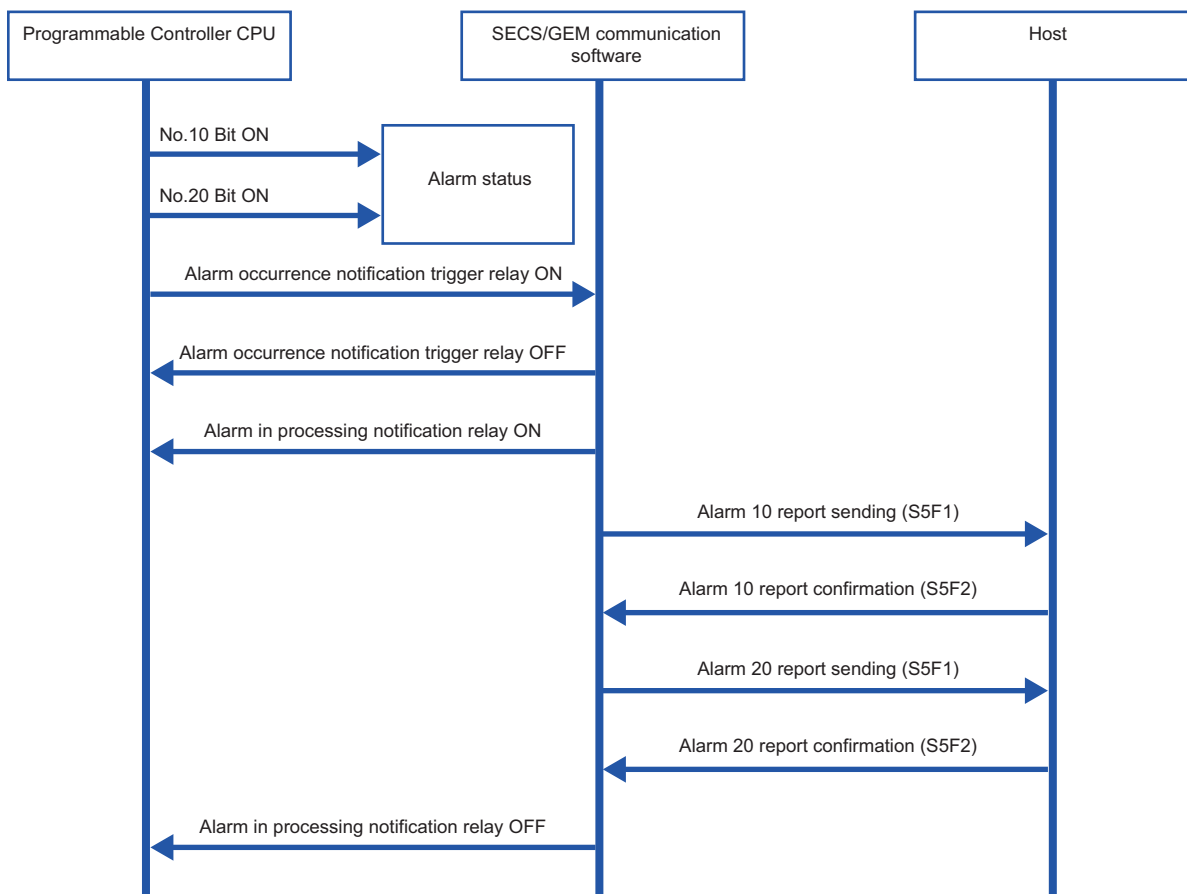 Programmable Controller CPU
SECS/GEM communication
software
Host
No.10 Bit ON
Alarm status
No.20 Bit ON
Alarm occurrence notification trigger relay ON
Alarm occurrence notification trigger relay OFF
Alarm in processing notification relay ON
Alarm 10 report sending (S5F1)
Alarm 10 report confirmation (S5F2)
Alarm 20 report sending (S5F1)
Alarm 20 report confirmation (S5F2)
Alarm in processing notification relay OFF